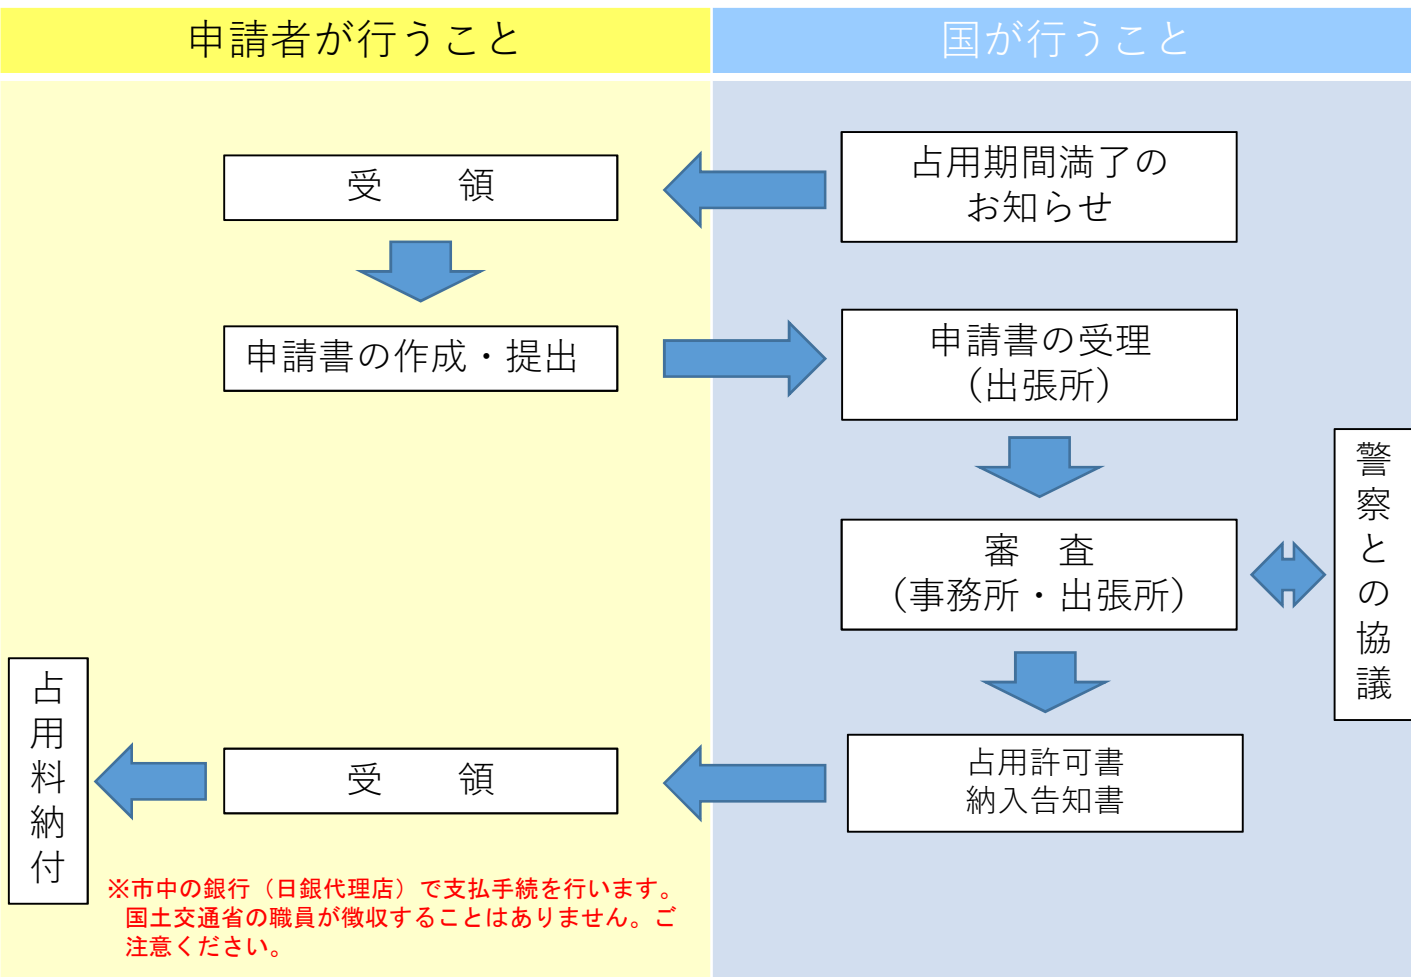 申請者が行うこと
国が行うこと
占用期間満了の
お知らせ
受　　領
申請書の作成・提出
申請書の受理
（出張所）
審　査
（事務所・出張所）
警察との協議
占用許可書
納入告知書
受　　領
占用料納付
※市中の銀行（日銀代理店）で支払手続を行います。
国土交通省の職員が徴収することはありません。ご
注意ください。